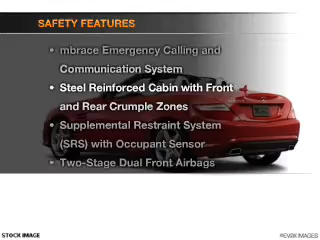 SAFETY FEATURES
• mbrace Emergency Calling and
Communication System
• Steel Reinforced Cabin with Front
and Rear Crumple Zones
• Supplemental Restraint System
(SRS) with Occupant Sensor
• Two-Stage Dual Front Airbags
STOCK IMAGE
©EVOX IMAGES